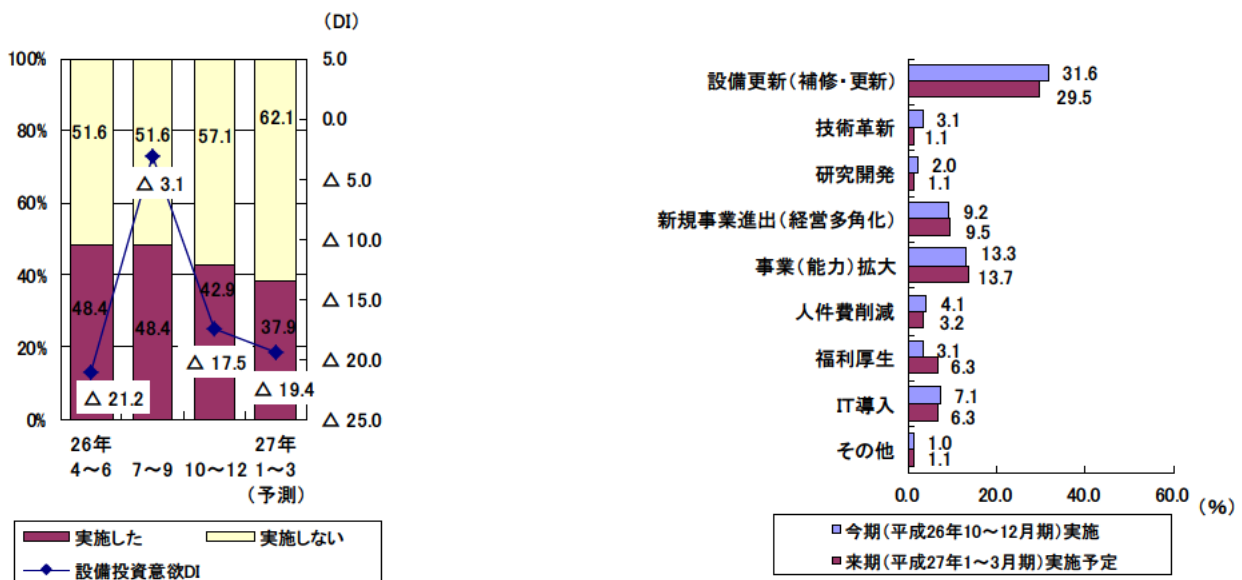 (DI)
100%
80%
60%
40%
20%
0%
5.0
0.0
△ 5.0
△ 10.0
△ 15.0
△ 20.0
△ 25.0
51.6
51.6
57.1
62.1
48.4
48.4
42.9
37.9
△ 21.2
△ 3.1
△ 17.5
△ 19.4
26年
4～6
7～9
10～12
27年
1～3
(予測)
実施した
実施しない
設備投資意欲DI
設備更新(補修・更新)
31.6
29.5
技術革新
3.1
1.1
研究開発
2.0
1.1
新規事業進出(経営多角化)
9.2
9.5
事業(能力)拡大
13.3
13.7
人件費削減
4.1
3.2
福利厚生
3.1
6.3
IT導入
7.1
6.3
その他
1.0
1.1
0.0
20.0
40.0
60.0
(%)
今期(平成26年10～12月期)実施
来期(平成27年1～3月期)実施予定